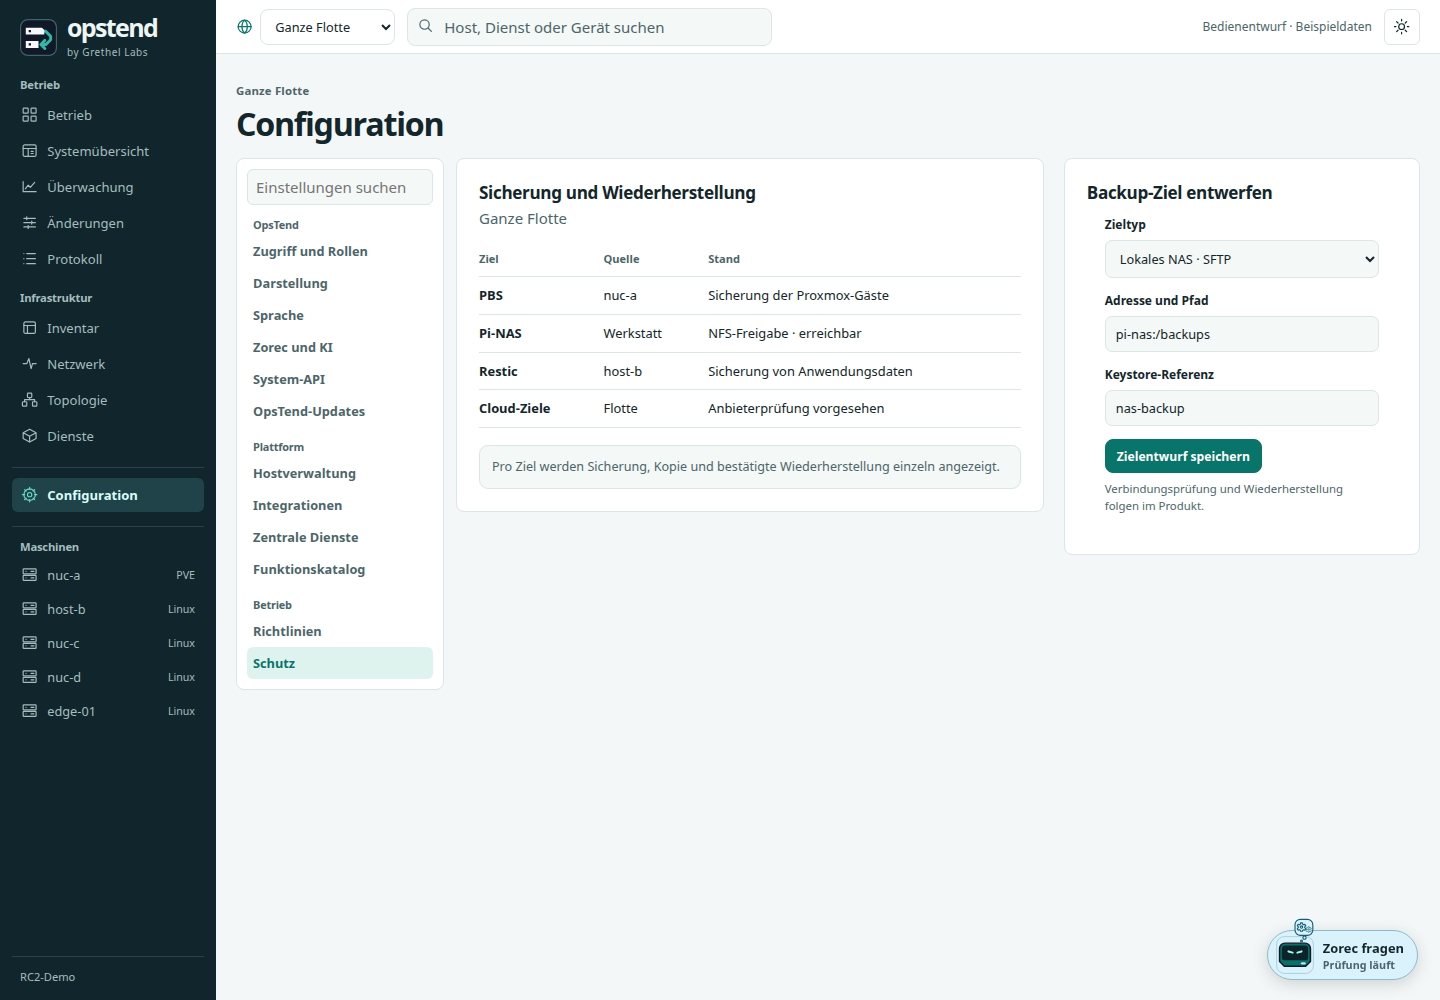 opstend
by Grethel Labs
Betrieb
Betrieb
Systemübersicht
Überwachung
Änderungen
Protokoll
Infrastruktur
Inventar
Netzwerk
Topologie
Dienste
Configuration
Maschinen
nuc-a PVE
host-b Linux
nuc-c Linux
nuc-d Linux
edge-01 Linux
RC2-Demo
Ganze Flotte
Host, Dienst oder Gerät suchen
Bedienentwurf · Beispieldaten
Ganze Flotte
Configuration
Einstellungen suchen
OpsTend
Zugriff und Rollen
Darstellung
Sprache
Zorec und KI
System-API
OpsTend-Updates
Plattform
Hostverwaltung
Integrationen
Zentrale Dienste
Funktionskatalog
Betrieb
Richtlinien
Schutz
Sicherung und Wiederherstellung
Ganze Flotte
Ziel Quelle Stand
PBS nuc-a Sicherung der Proxmox-Gäste
Pi-NAS Werkstatt NFS-Freigabe · erreichbar
Restic host-b Sicherung von Anwendungsdaten
Cloud-Ziele Flotte Anbieterprüfung vorgesehen
Pro Ziel werden Sicherung, Kopie und bestätigte Wiederherstellung einzeln angezeigt.
Backup-Ziel entwerfen
Zieltyp
Lokales NAS · SFTP
Adresse und Pfad
pi-nas:/backups
Keystore-Referenz
nas-backup
Zielentwurf speichern
Verbindungsprüfung und Wiederherstellung
folgen im Produkt.
Zorec fragen
Prüfung läuft